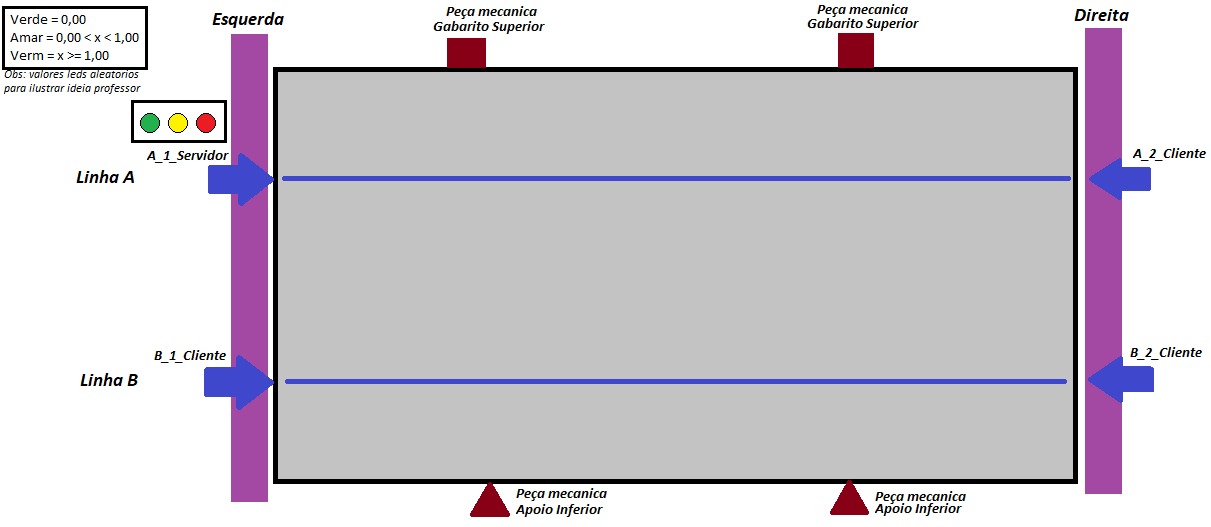 Verde = 0,00
Amar = 0,00 < x < 1,00
Verm = x >= 1,00
Obs: valores leds aleatorios
para ilustrar ideia professor
Esquerda
Peça mecanica
Gabarito Superior
Peça mecanica
Gabarito Superior
Direita
A_1_Servidor
A_2_Cliente
Linha A
B_1_Cliente
B_2_Cliente
Linha B
Peça mecanica
Apoio Inferior
Peça mecanica
Apoio Inferior